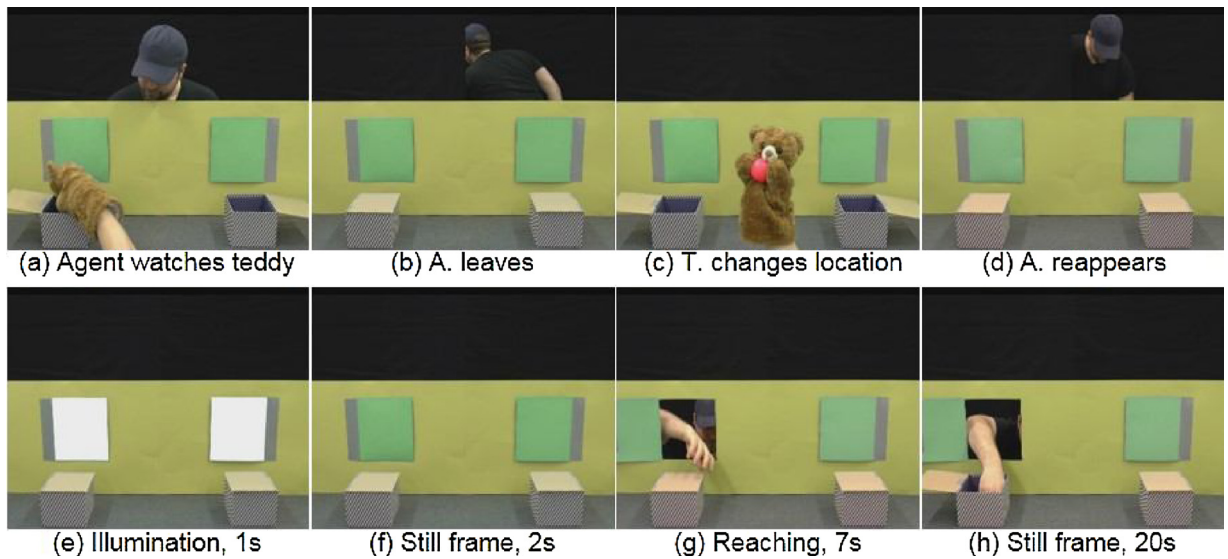 (a) Agent watches teddy
(b) A. leaves
(c) T. changes location
(d) A. reappears
(e) Illumination, 1s
(f) Still frame, 2s
(g) Reaching, 7s
(h) Still frame, 20s